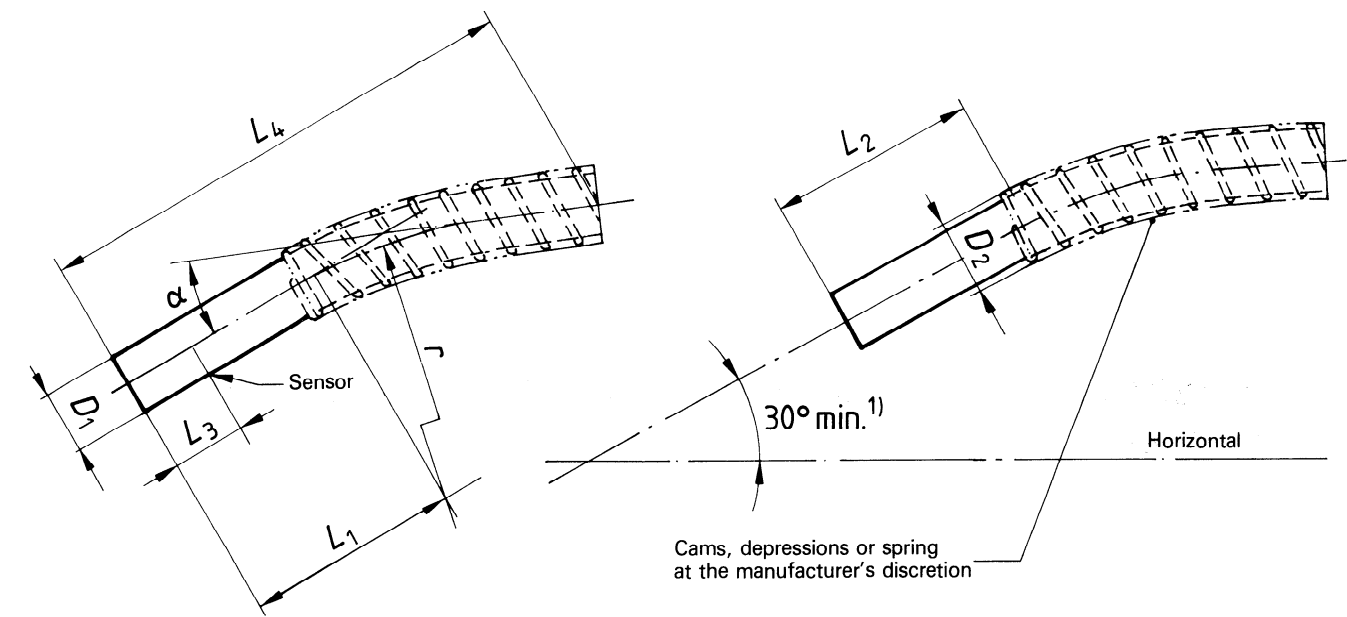 L4
α
Sensor
r
D1
L3
L1
L2
D2
30° min.1)
Horizontal
Cams, depressions or spring
at the manufacturer's discretion